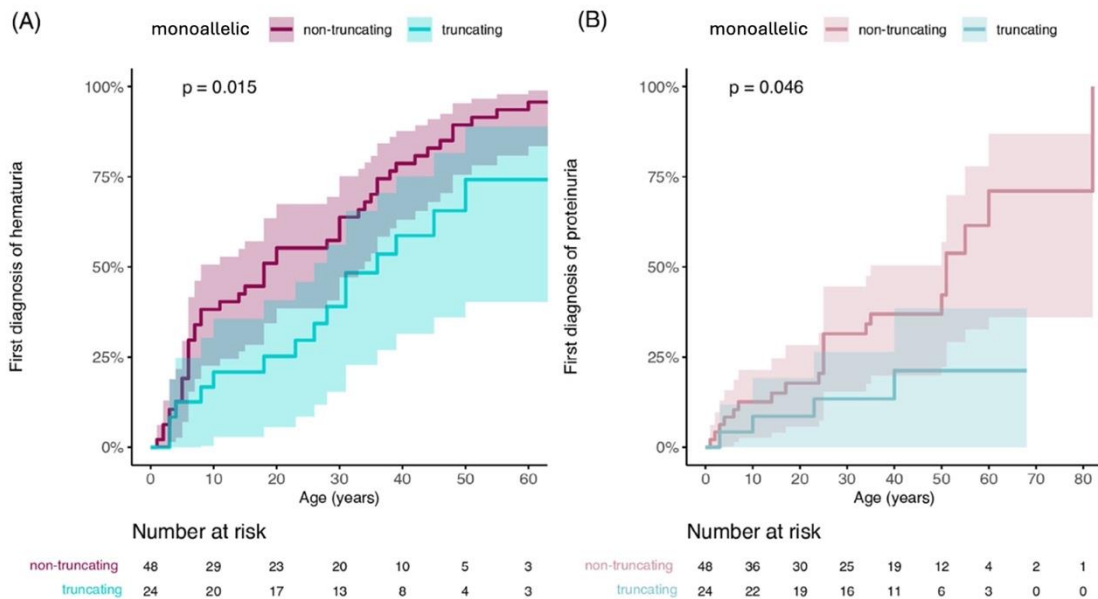 (A)
monoallelic non-truncating truncating
p = 0.015
100%
75%
50%
25%
0%
First diagnosis of hematuria
0 10 20 30 40 50 60
Age (years)
Number at risk
non-truncating 48 29 23 20 10 5 3
truncating 24 20 17 13 8 4 3
(B)
monoallelic non-truncating truncating
p = 0.046
100%
75%
50%
25%
0%
First diagnosis of proteinuria
0 10 20 30 40 50 60 70 80
Age (years)
Number at risk
non-truncating 48 36 30 25 19 12 4 2 1
truncating 24 22 19 16 11 6 3 0 0